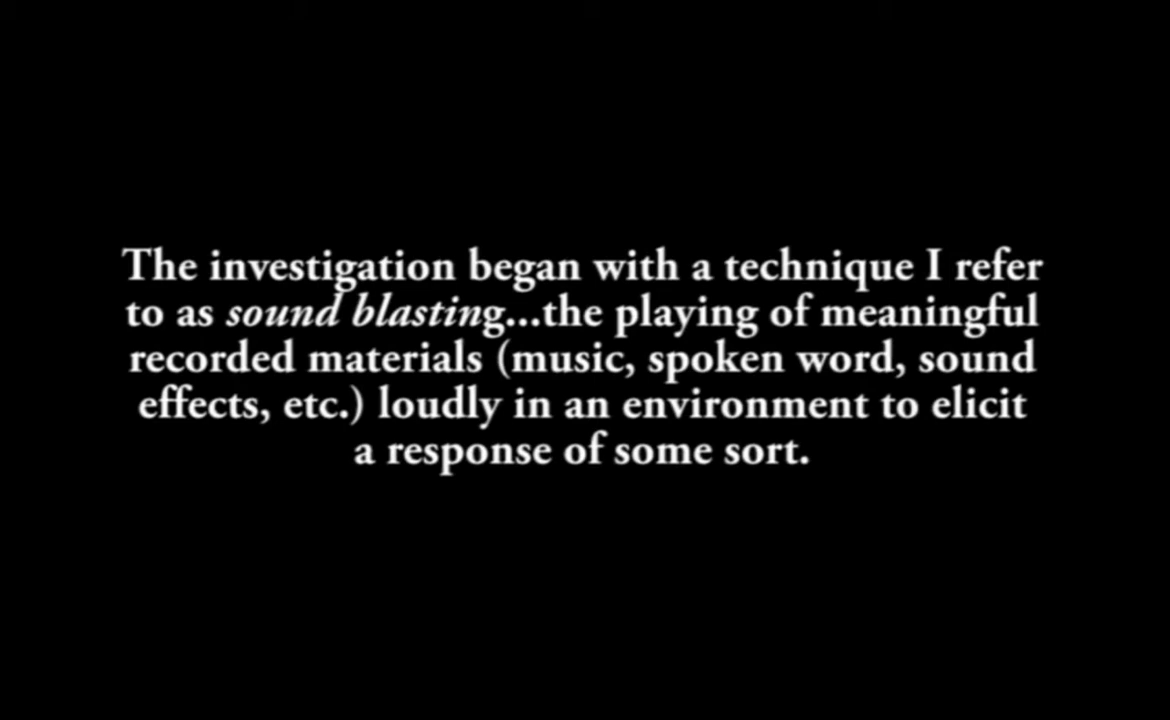 The investigation began with a technique I refer
to as sound blasting...the playing of meaningful
recorded materials (music, spoken word, sound
effects, etc.) loudly in an environment to elicit
a response of some sort.